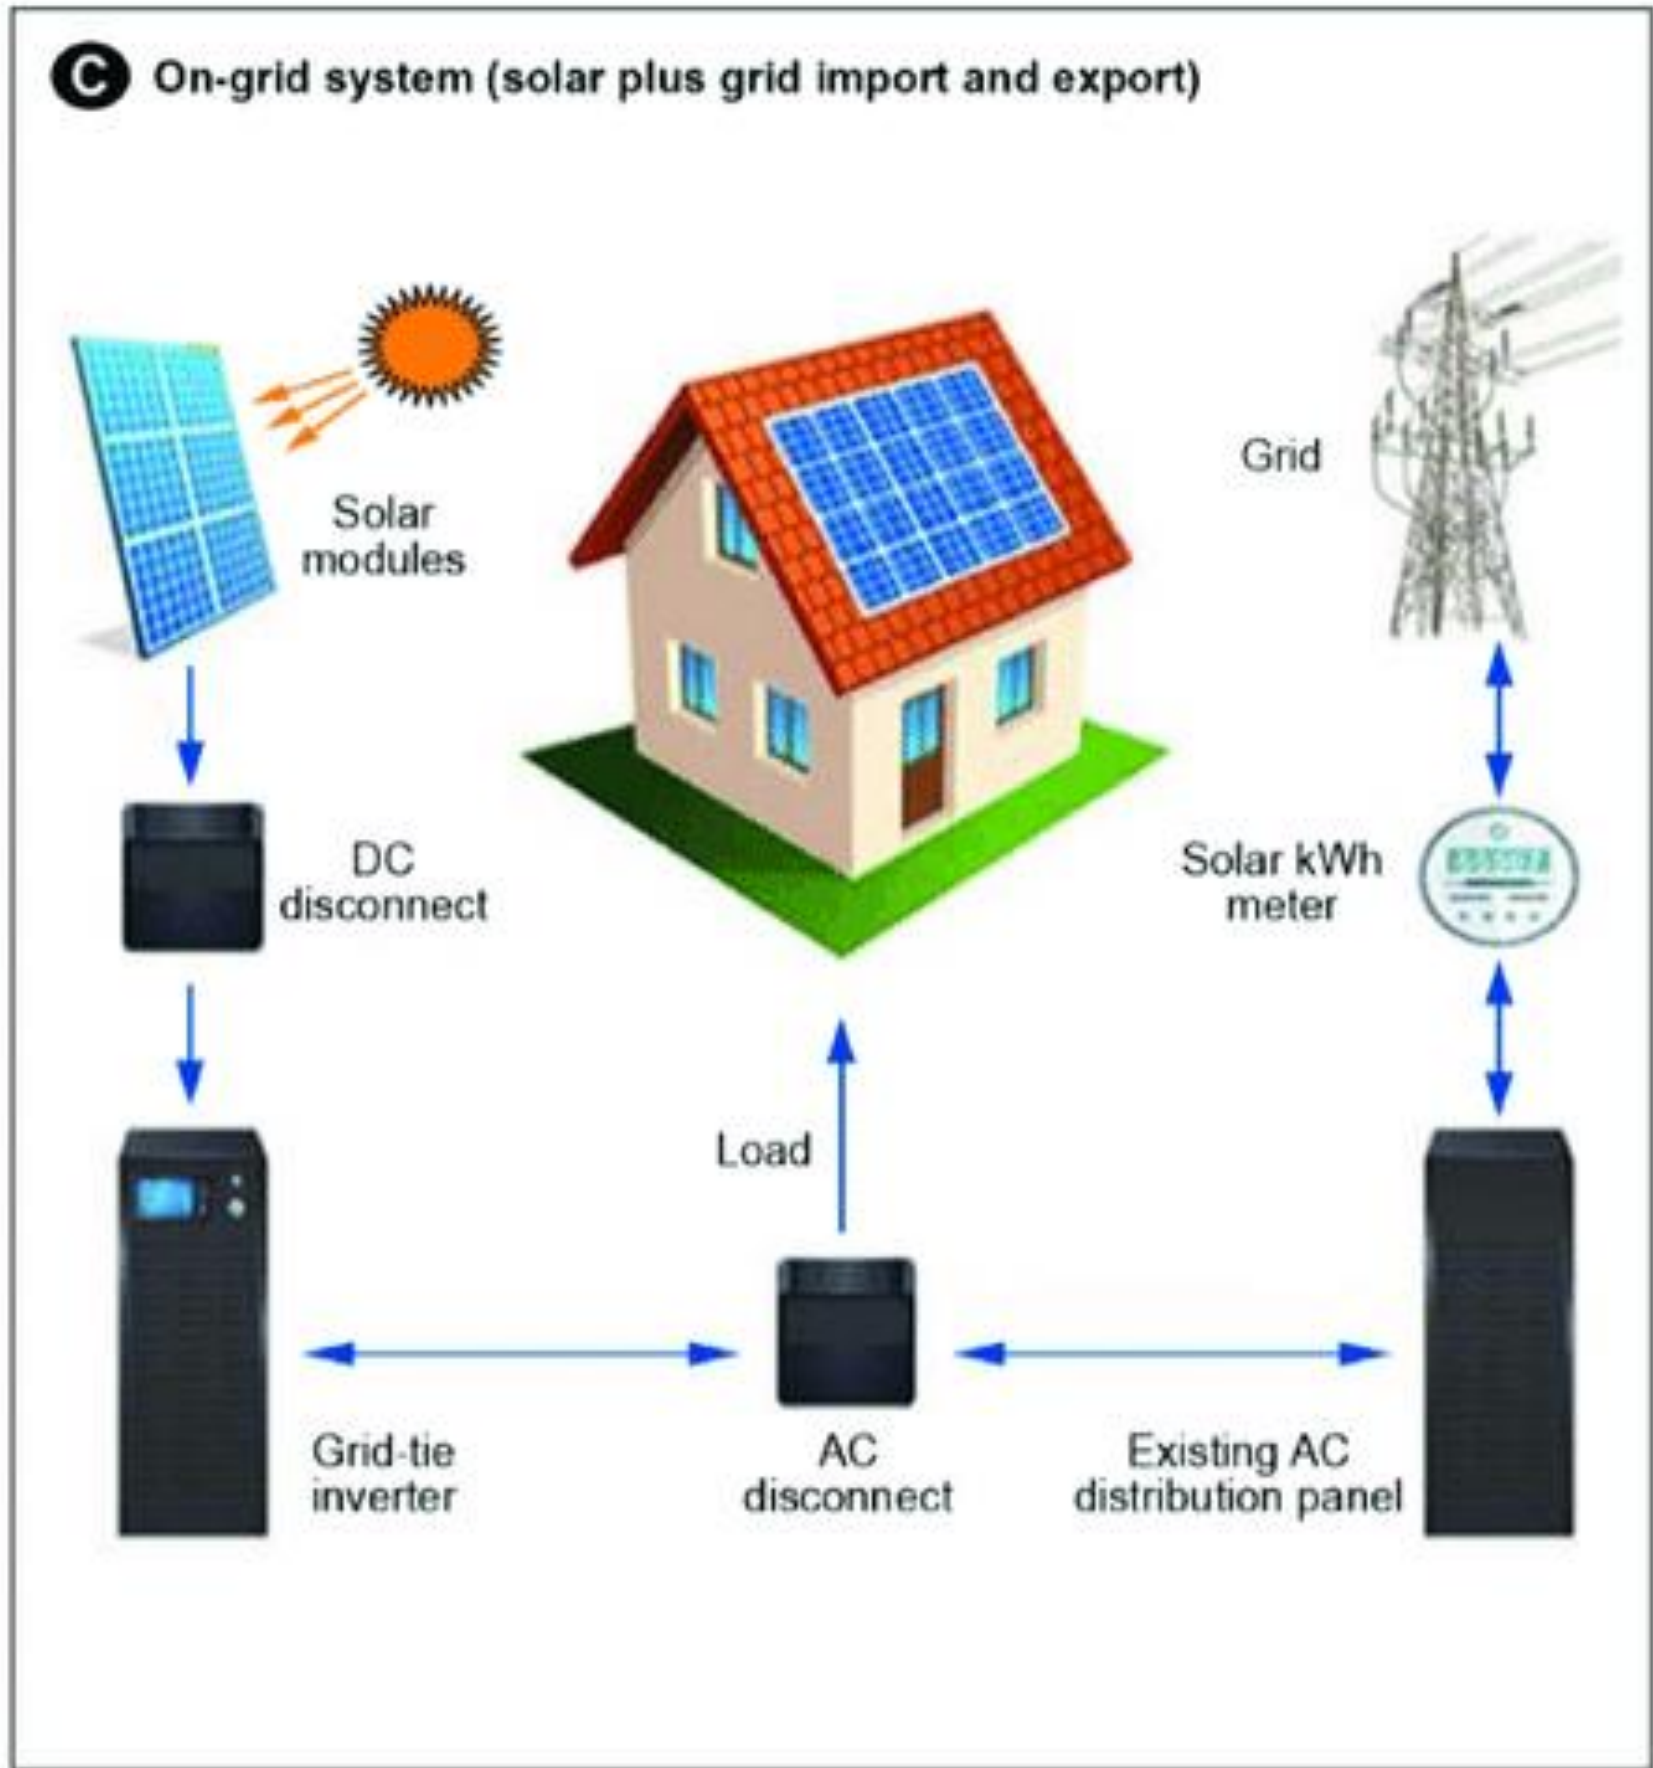 C On-grid system (solar plus grid import and export)
Solar
modules
Grid
DC
disconnect
Solar kWh
meter
Load
Grid-tie
inverter
AC
disconnect
Existing AC
distribution panel